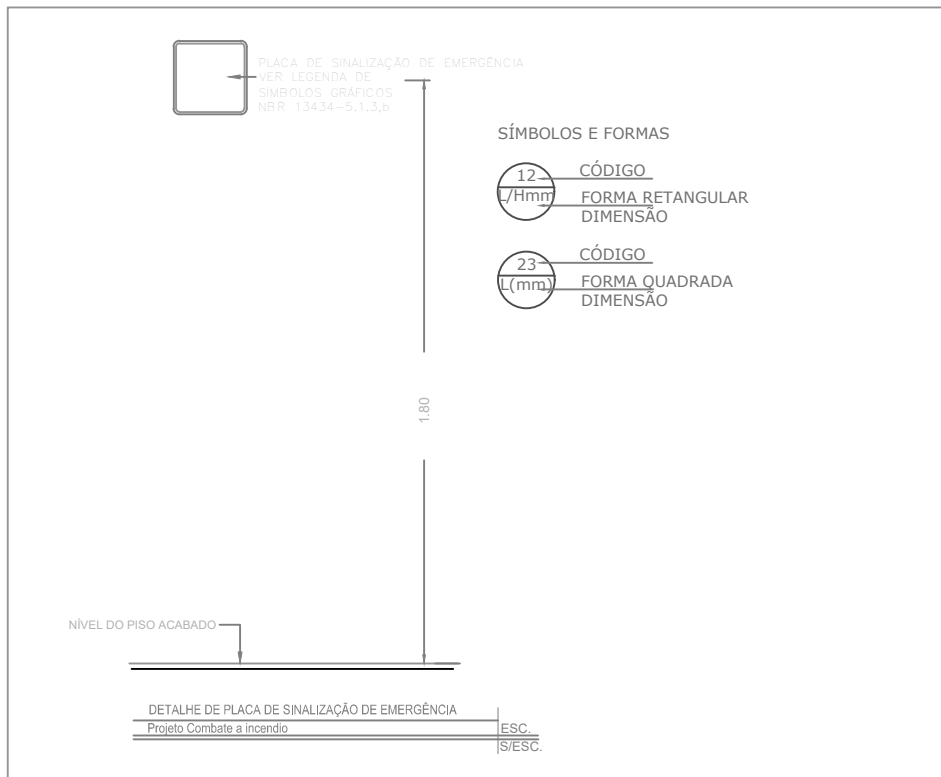 PLACA DE SINALIZAÇÃO DE EMERGÊNCIA
VER LEGENDA DE
SÍMBOLOS GRÁFICOS
NBR 13434-5.1.3,b
SÍMBOLOS E FORMAS
12
L/Hmm
CÓDIGO
FORMA RETANGULAR
DIMENSÃO
23
L(mm)
CÓDIGO
FORMA QUADRADA
DIMENSÃO
1.80
NÍVEL DO PISO ACABADO
DETALHE DE PLACA DE SINALIZAÇÃO DE EMERGÊNCIA
Projeto Combate a incendio
ESC.
S/ESC.